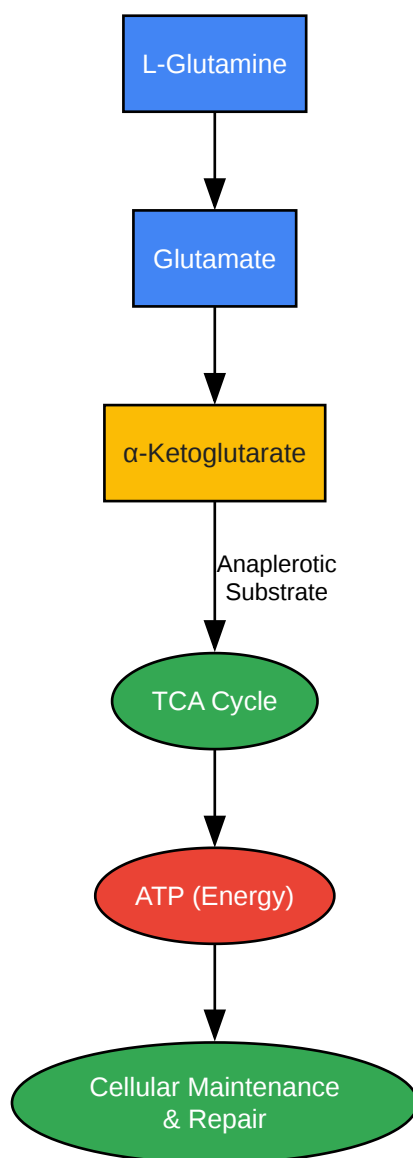 L-Glutamine
Glutamate
α-Ketoglutarate
Anaplerotic
Substrate
TCA Cycle
ATP (Energy)
Cellular Maintenance
& Repair